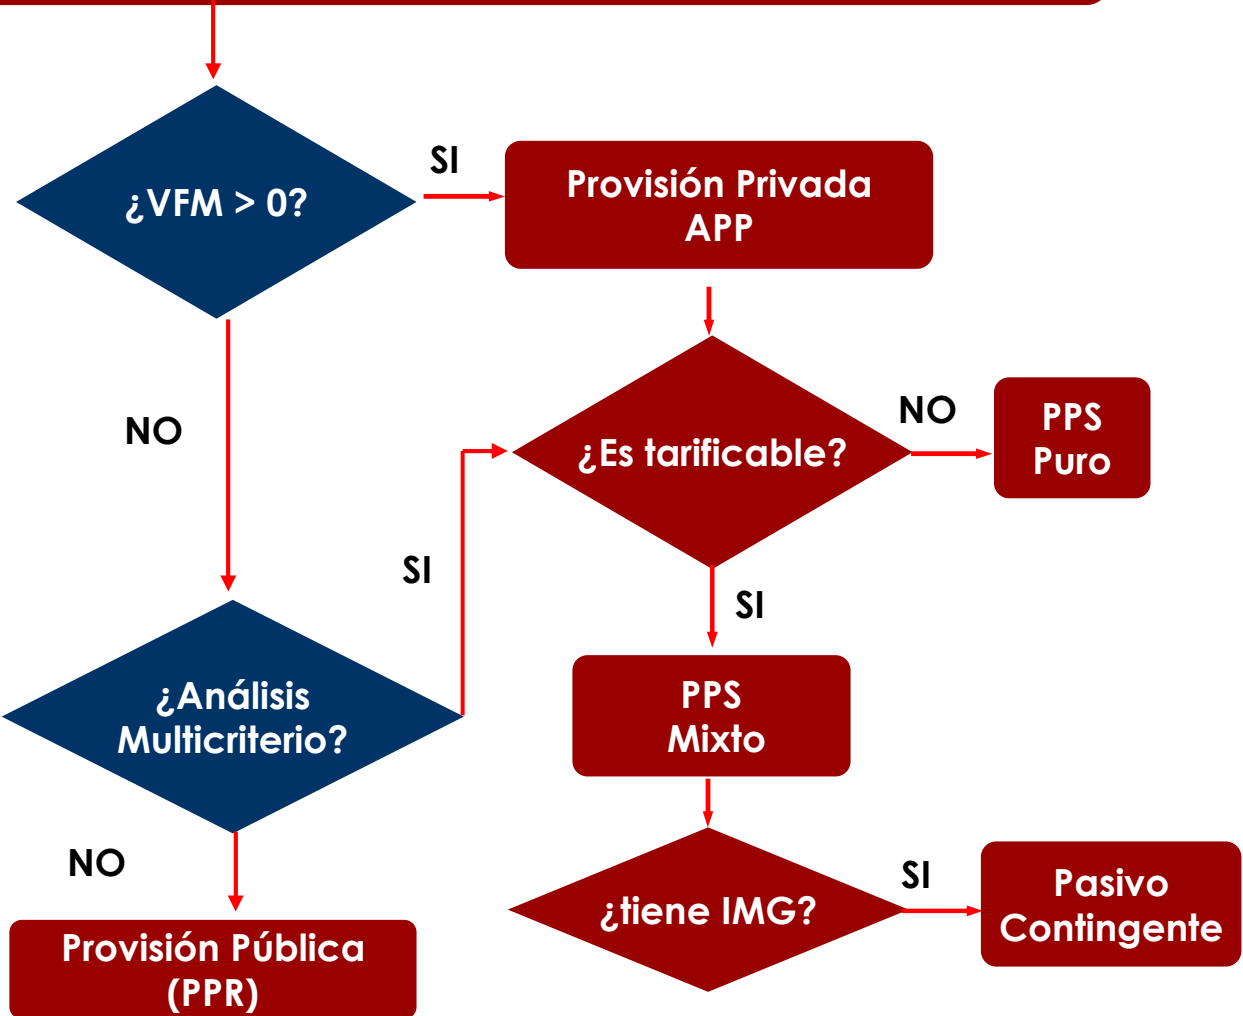 ¿VFM > 0?
SI
Provisión Privada
APP
NO
¿Es tarificable?
NO
PPS
Puro
SI
SI
¿Análisis
Multicriterio?
PPS
Mixto
NO
¿tiene IMG?
SI
Pasivo
Contingente
Provisión Pública
(PPR)